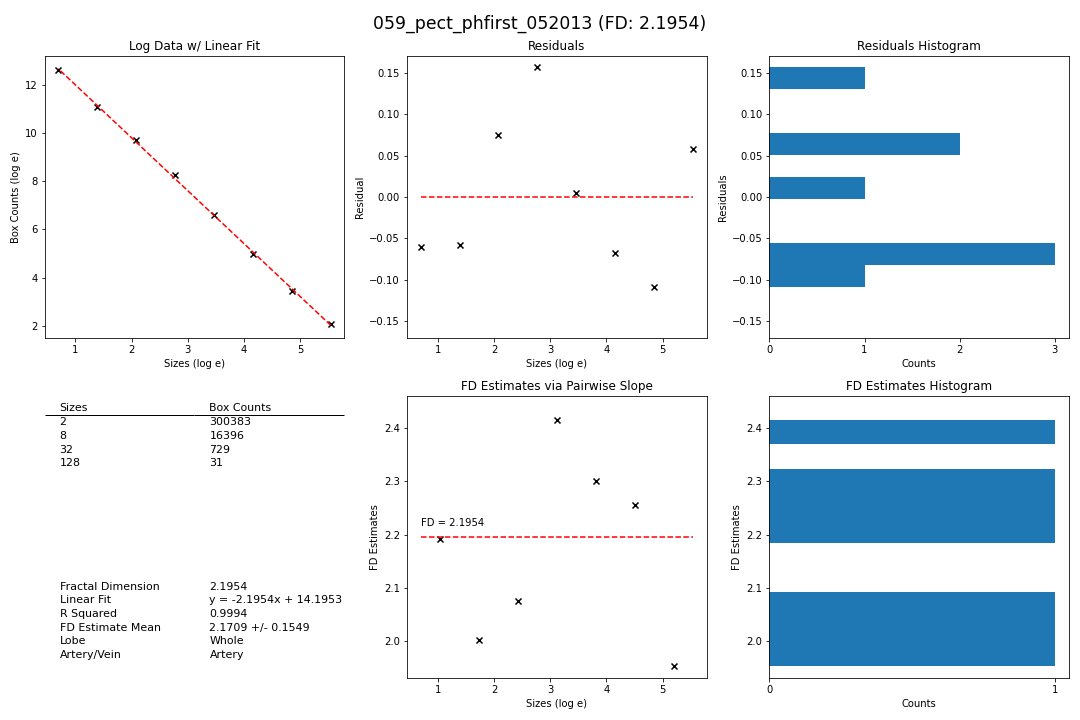 059_pect_phfirst_052013 (FD: 2.1954)
Log Data w/ Linear Fit
Box Counts (log e)
12
10
8
6
4
2
1 2 3 4 5
Sizes (log e)
Residuals
Residual
0.15
0.10
0.05
0.00
−0.05
−0.10
−0.15
1 2 3 4 5
Sizes (log e)
Residuals Histogram
Residuals
0.15
0.10
0.05
0.00
−0.05
−0.10
−0.15
0 1 2 3
Counts
Sizes Box Counts
2 300383
8 16396
32 729
128 31
Fractal Dimension 2.1954
Linear Fit y = -2.1954x + 14.1953
R Squared 0.9994
FD Estimate Mean 2.1709 +/- 0.1549
Lobe Whole
Artery/Vein Artery
FD Estimates via Pairwise Slope
FD Estimates
2.4
2.3
2.2
2.1
2.0
FD = 2.1954
1 2 3 4 5
Sizes (log e)
FD Estimates Histogram
FD Estimates
2.4
2.3
2.2
2.1
2.0
0 1
Counts